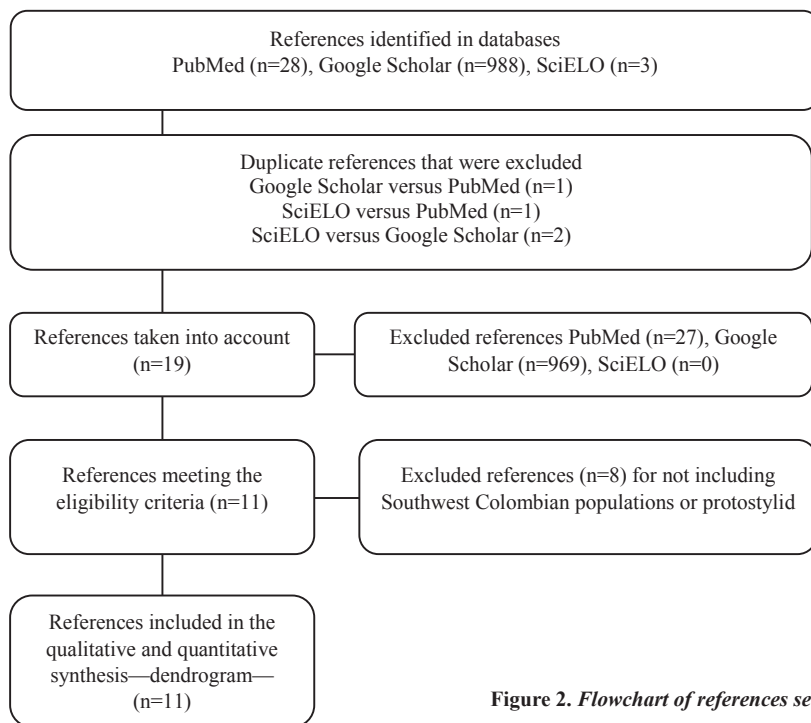 References identified in databases
PubMed (n=28), Google Scholar (n=988), SciELO (n=3)
Duplicate references that were excluded
Google Scholar versus PubMed (n=1)
SciELO versus PubMed (n=1)
SciELO versus Google Scholar (n=2)
References taken into account
(n=19)
Excluded references PubMed (n=27), Google
Scholar (n=969), SciELO (n=0)
References meeting the
eligibility criteria (n=11)
Excluded references (n=8) for not including
Southwest Colombian populations or protostylid
References included in the
qualitative and quantitative
synthesis—dendrogram—
(n=11)
Figure 2. Flowchart of references se